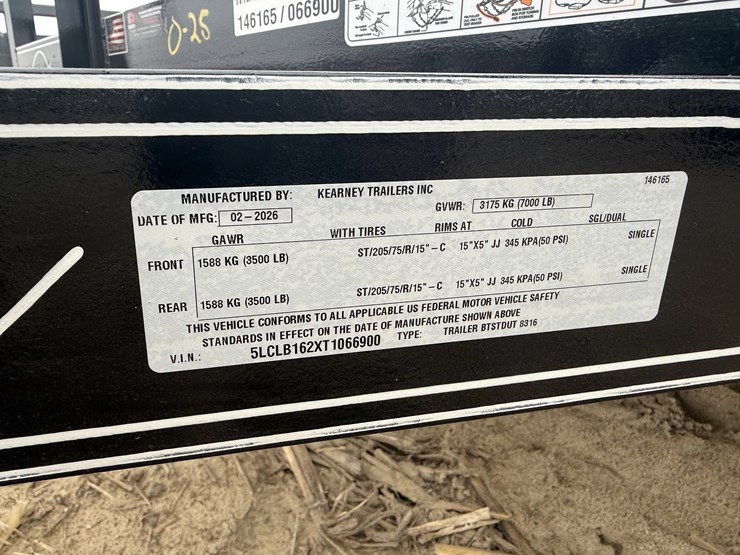 146165 / 066900
0-25
146165
MANUFACTURED BY: KEARNEY TRAILERS INC
DATE OF MFG: 02-2026 GVWR: 3175 KG (7000 LB)
GAWR WITH TIRES RIMS AT COLD SGL/DUAL
FRONT 1588 KG (3500 LB) ST/205/75/R/15" - C 15"X5" JJ 345 KPA(50 PSI) SINGLE
REAR 1588 KG (3500 LB) ST/205/75/R/15" - C 15"X5" JJ 345 KPA(50 PSI) SINGLE
THIS VEHICLE CONFORMS TO ALL APPLICABLE US FEDERAL MOTOR VEHICLE SAFETY
STANDARDS IN EFFECT ON THE DATE OF MANUFACTURE SHOWN ABOVE
V.I.N.: 5LCLB162XT1066900 TYPE: TRAILER BTSTDUT 8316